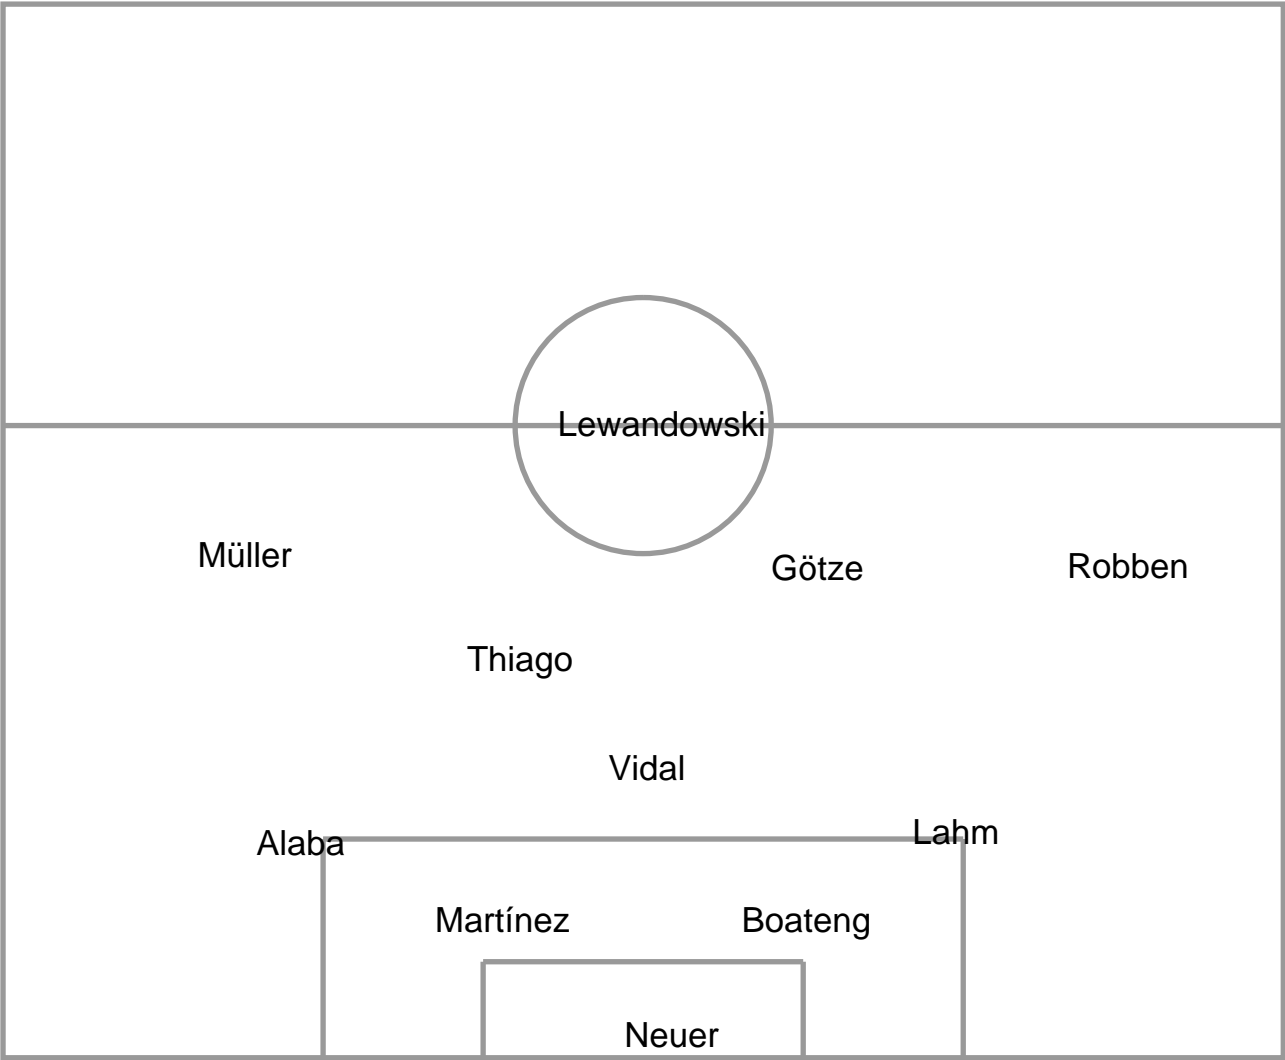 Lewandowski
Müller
Götze
Robben
Thiago
Vidal
Alaba
Lahm
Martínez
Boateng
Neuer